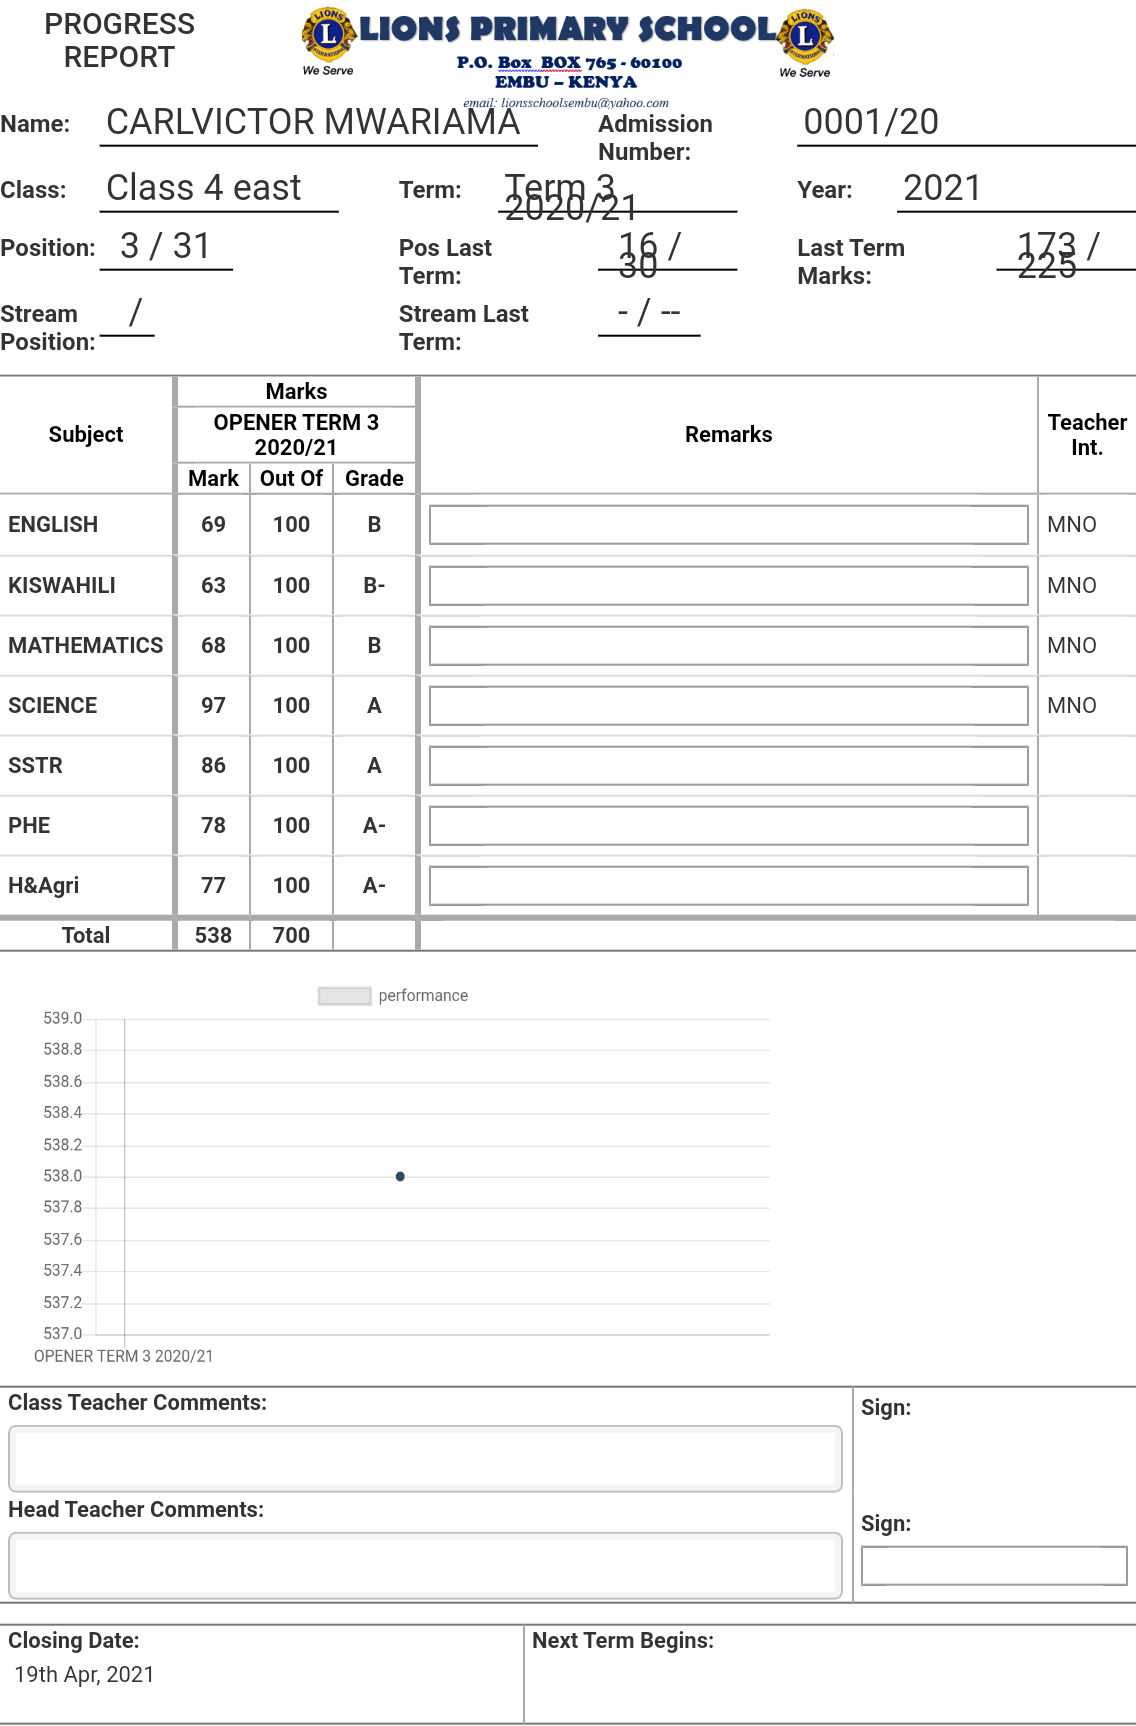 PROGRESS
REPORT
LIONS PRIMARY SCHOOL
We Serve
We Serve
P.O. Box BOX 765 - 60100
EMBU – KENYA
email: lionsschoolsembu@yahoo.com
Name: CARLVICTOR MWARIAMA Admission Number: 0001/20
Class: Class 4 east Term: Term 3 2020/21 Year: 2021
Position: 3 / 31 Pos Last Term: 16 / 30 Last Term Marks: 173 / 225
Stream Position: / Stream Last Term: - / --
Subject Marks Remarks Teacher Int.
OPENER TERM 3
2020/21
Mark Out Of Grade
ENGLISH 69 100 B MNO
KISWAHILI 63 100 B- MNO
MATHEMATICS 68 100 B MNO
SCIENCE 97 100 A MNO
SSTR 86 100 A
PHE 78 100 A-
H&Agri 77 100 A-
Total 538 700
performance
539.0
538.8
538.6
538.4
538.2
538.0
537.8
537.6
537.4
537.2
537.0
OPENER TERM 3 2020/21
Class Teacher Comments: Sign:
Head Teacher Comments: Sign:
Closing Date: Next Term Begins:
19th Apr, 2021